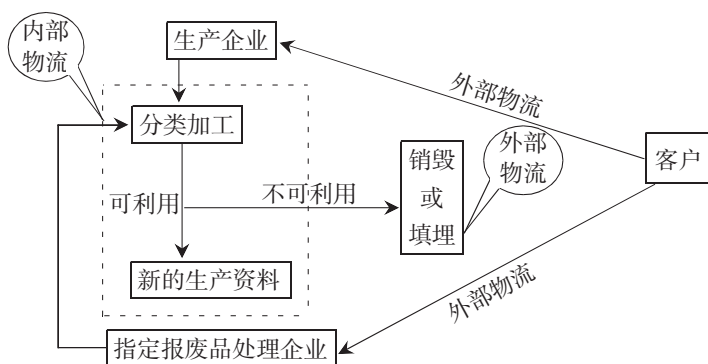 内部
物流
生产企业
外部物流
分类加工
外部
物流
客户
销毁
或
填埋
可利用
不可利用
新的生产资料
外部物流
指定报废品处理企业